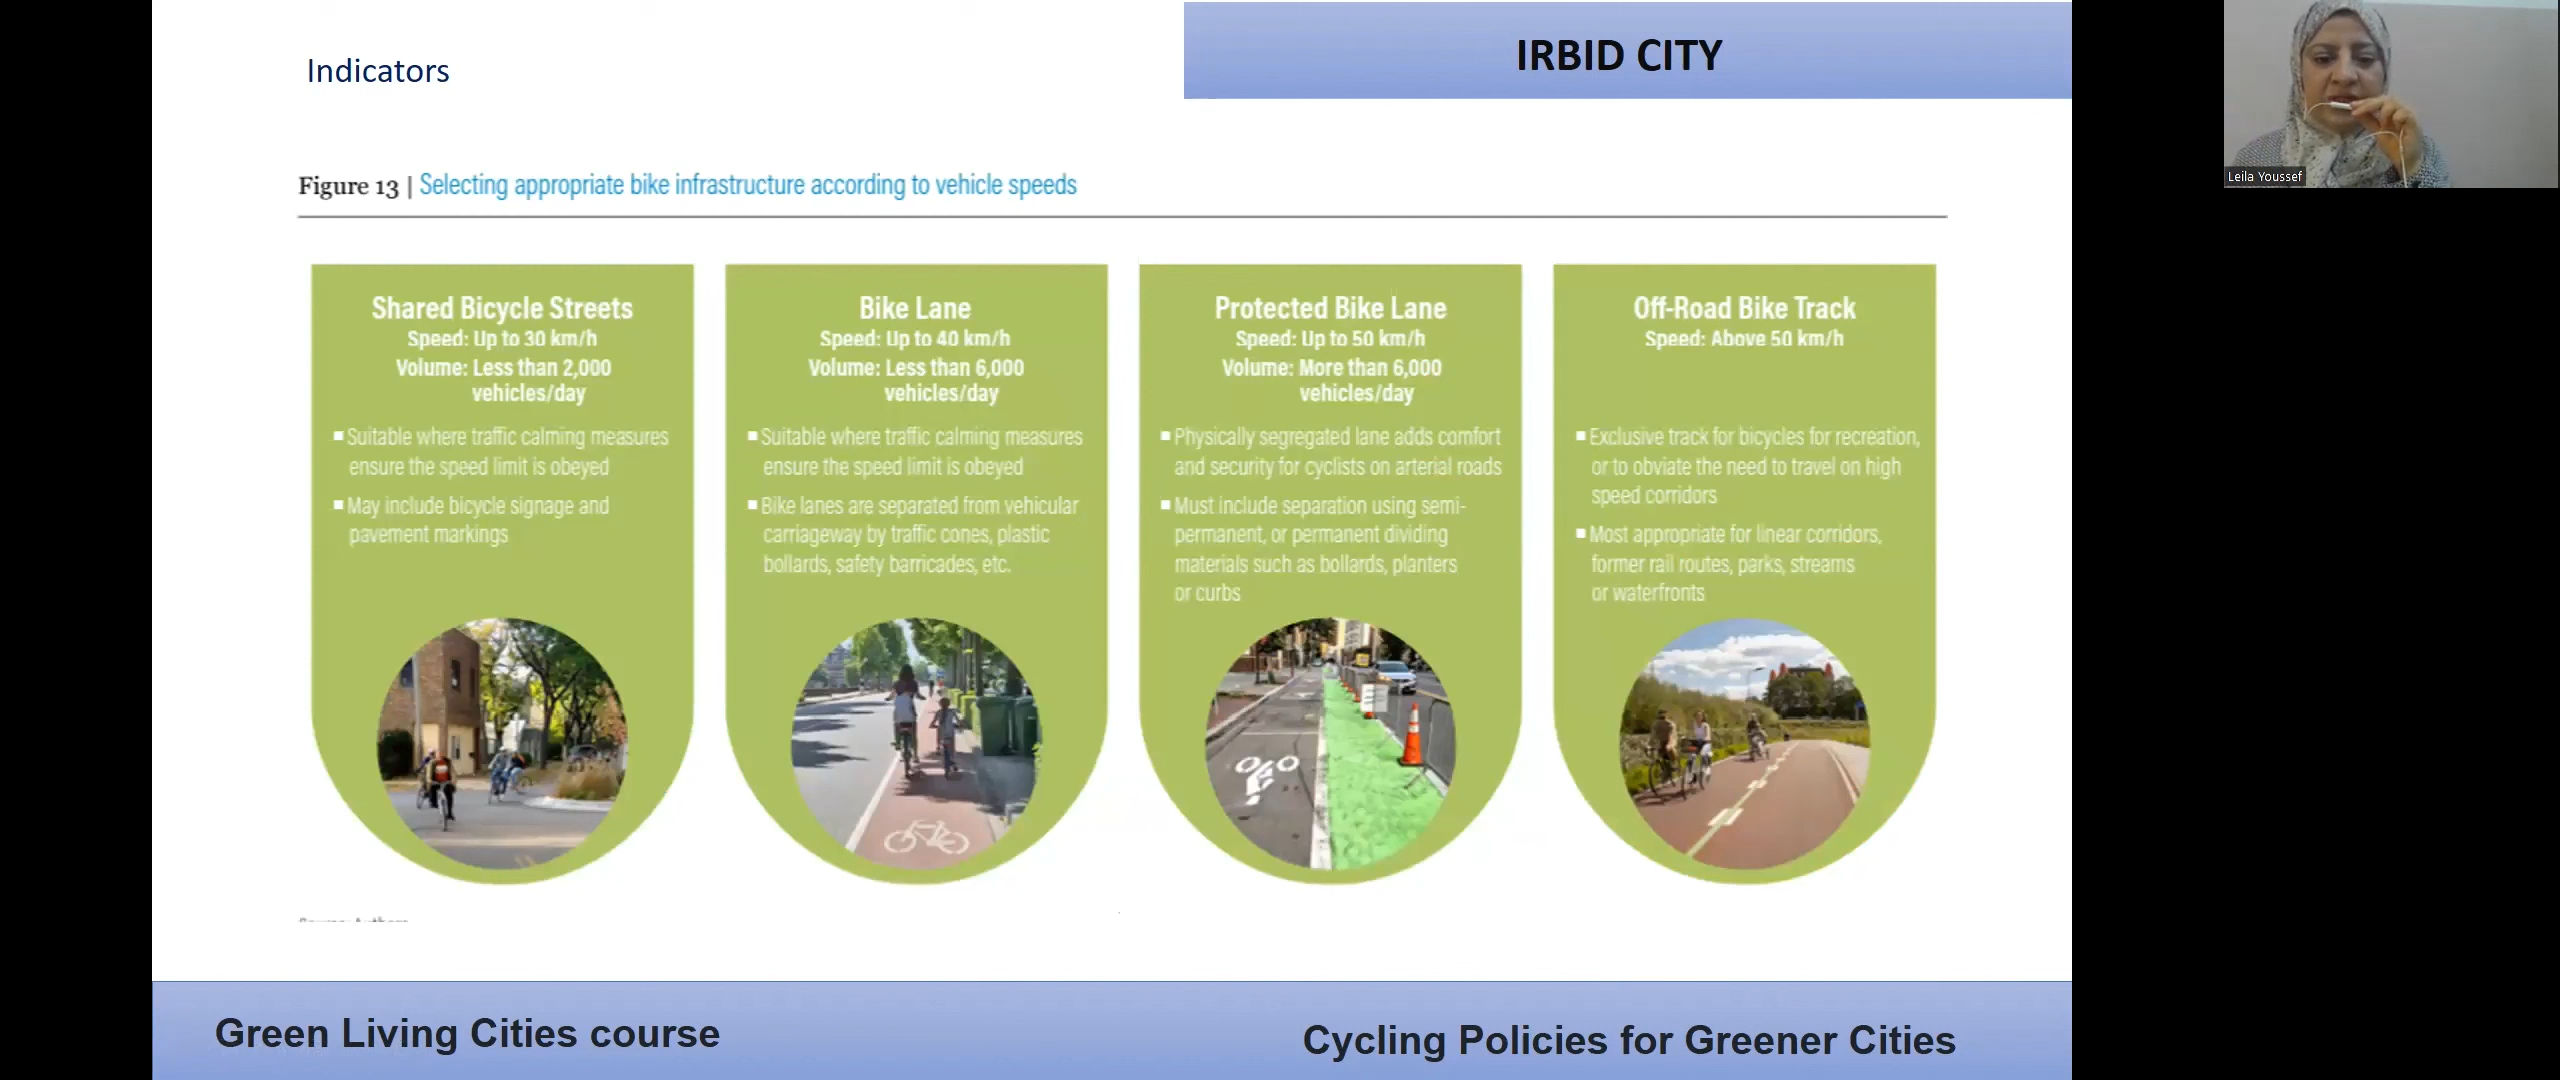 Indicators
IRBID CITY
Leila Youssef
Figure 13 | Selecting appropriate bike infrastructure according to vehicle speeds
Shared Bicycle Streets
Speed: Up to 30 km/h
Volume: Less than 2,000
vehicles/day
▪ Suitable where traffic calming measures
ensure the speed limit is obeyed
▪ May include bicycle signage and
pavement markings
Bike Lane
Speed: Up to 40 km/h
Volume: Less than 6,000
vehicles/day
▪ Suitable where traffic calming measures
ensure the speed limit is obeyed
▪ Bike lanes are separated from vehicular
carriageway by traffic cones, plastic
bollards, safety barricades, etc.
Protected Bike Lane
Speed: Up to 50 km/h
Volume: More than 6,000
vehicles/day
▪ Physically segregated lane adds comfort
and security for cyclists on arterial roads
▪ Must include separation using semi-
permanent, or permanent dividing
materials such as bollards, planters
or curbs
Off-Road Bike Track
Speed: Above 50 km/h
▪ Exclusive track for bicycles for recreation,
or to obviate the need to travel on high
speed corridors
▪ Most appropriate for linear corridors,
former rail routes, parks, streams
or waterfronts
Green Living Cities course
Cycling Policies for Greener Cities